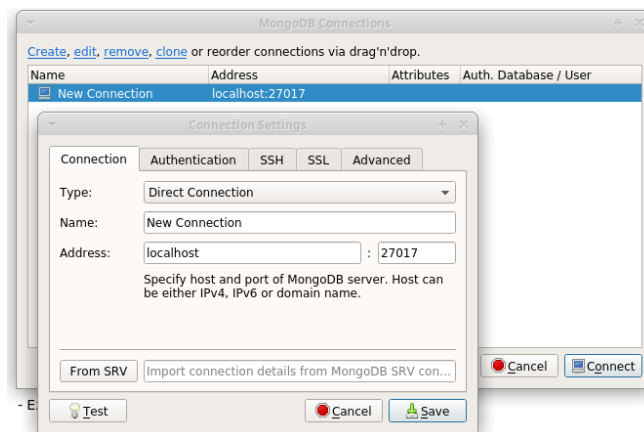 MongoDB Connections
Create, edit, remove, clone or reorder connections via drag'n'drop.
Name Address Attributes Auth. Database / User
New Connection localhost:27017
Connection Settings
Connection Authentication SSH SSL Advanced
Type: Direct Connection
Name: New Connection
Address: localhost : 27017
Specify host and port of MongoDB server. Host can
be either IPv4, IPv6 or domain name.
From SRV Import connection details from MongoDB SRV con...
Cancel Connect
Test Cancel Save